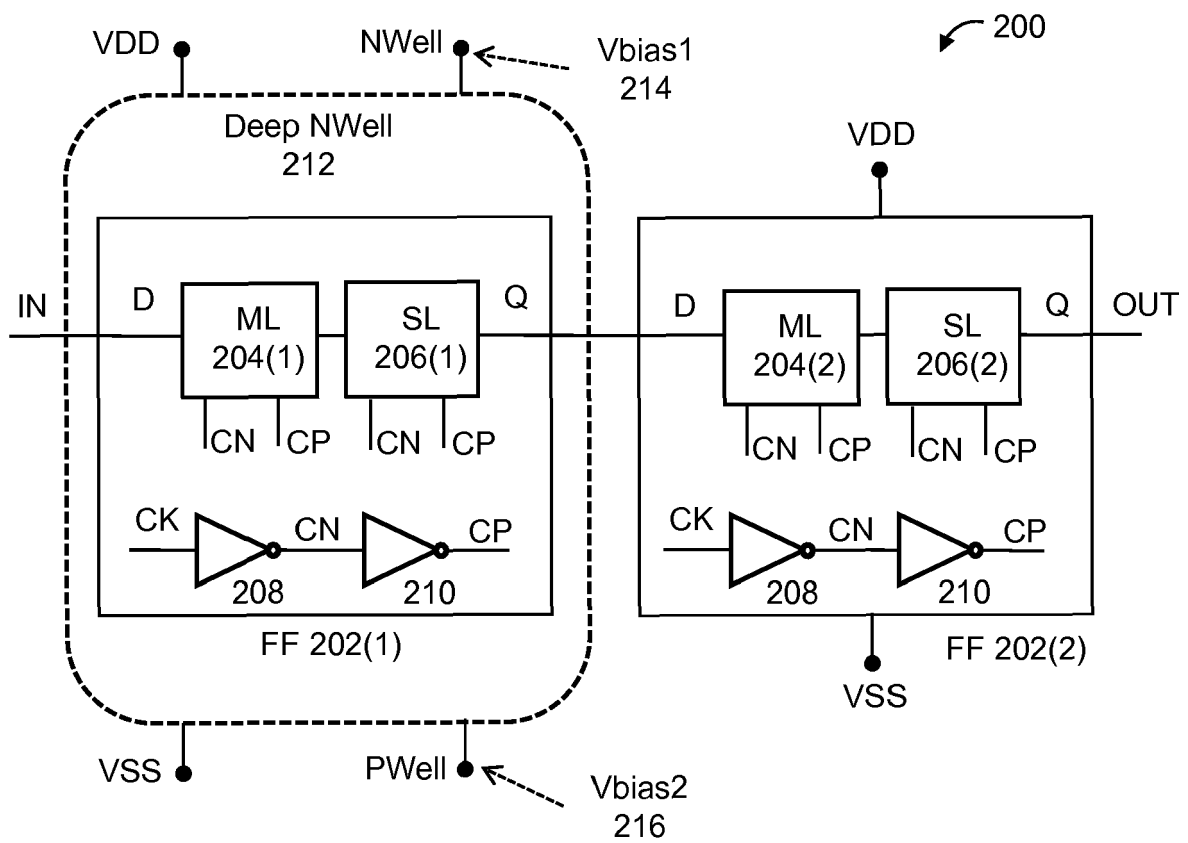 200
VDD
NWell
Vbias1
214
Deep NWell
212
VDD
IN
D
ML
204(1)
SL
206(1)
Q
CN
CP
CN
CP
CK
CN
CP
208
210
FF 202(1)
D
ML
204(2)
SL
206(2)
Q
OUT
CN
CP
CN
CP
CK
CN
CP
208
210
FF 202(2)
VSS
VSS
PWell
Vbias2
216